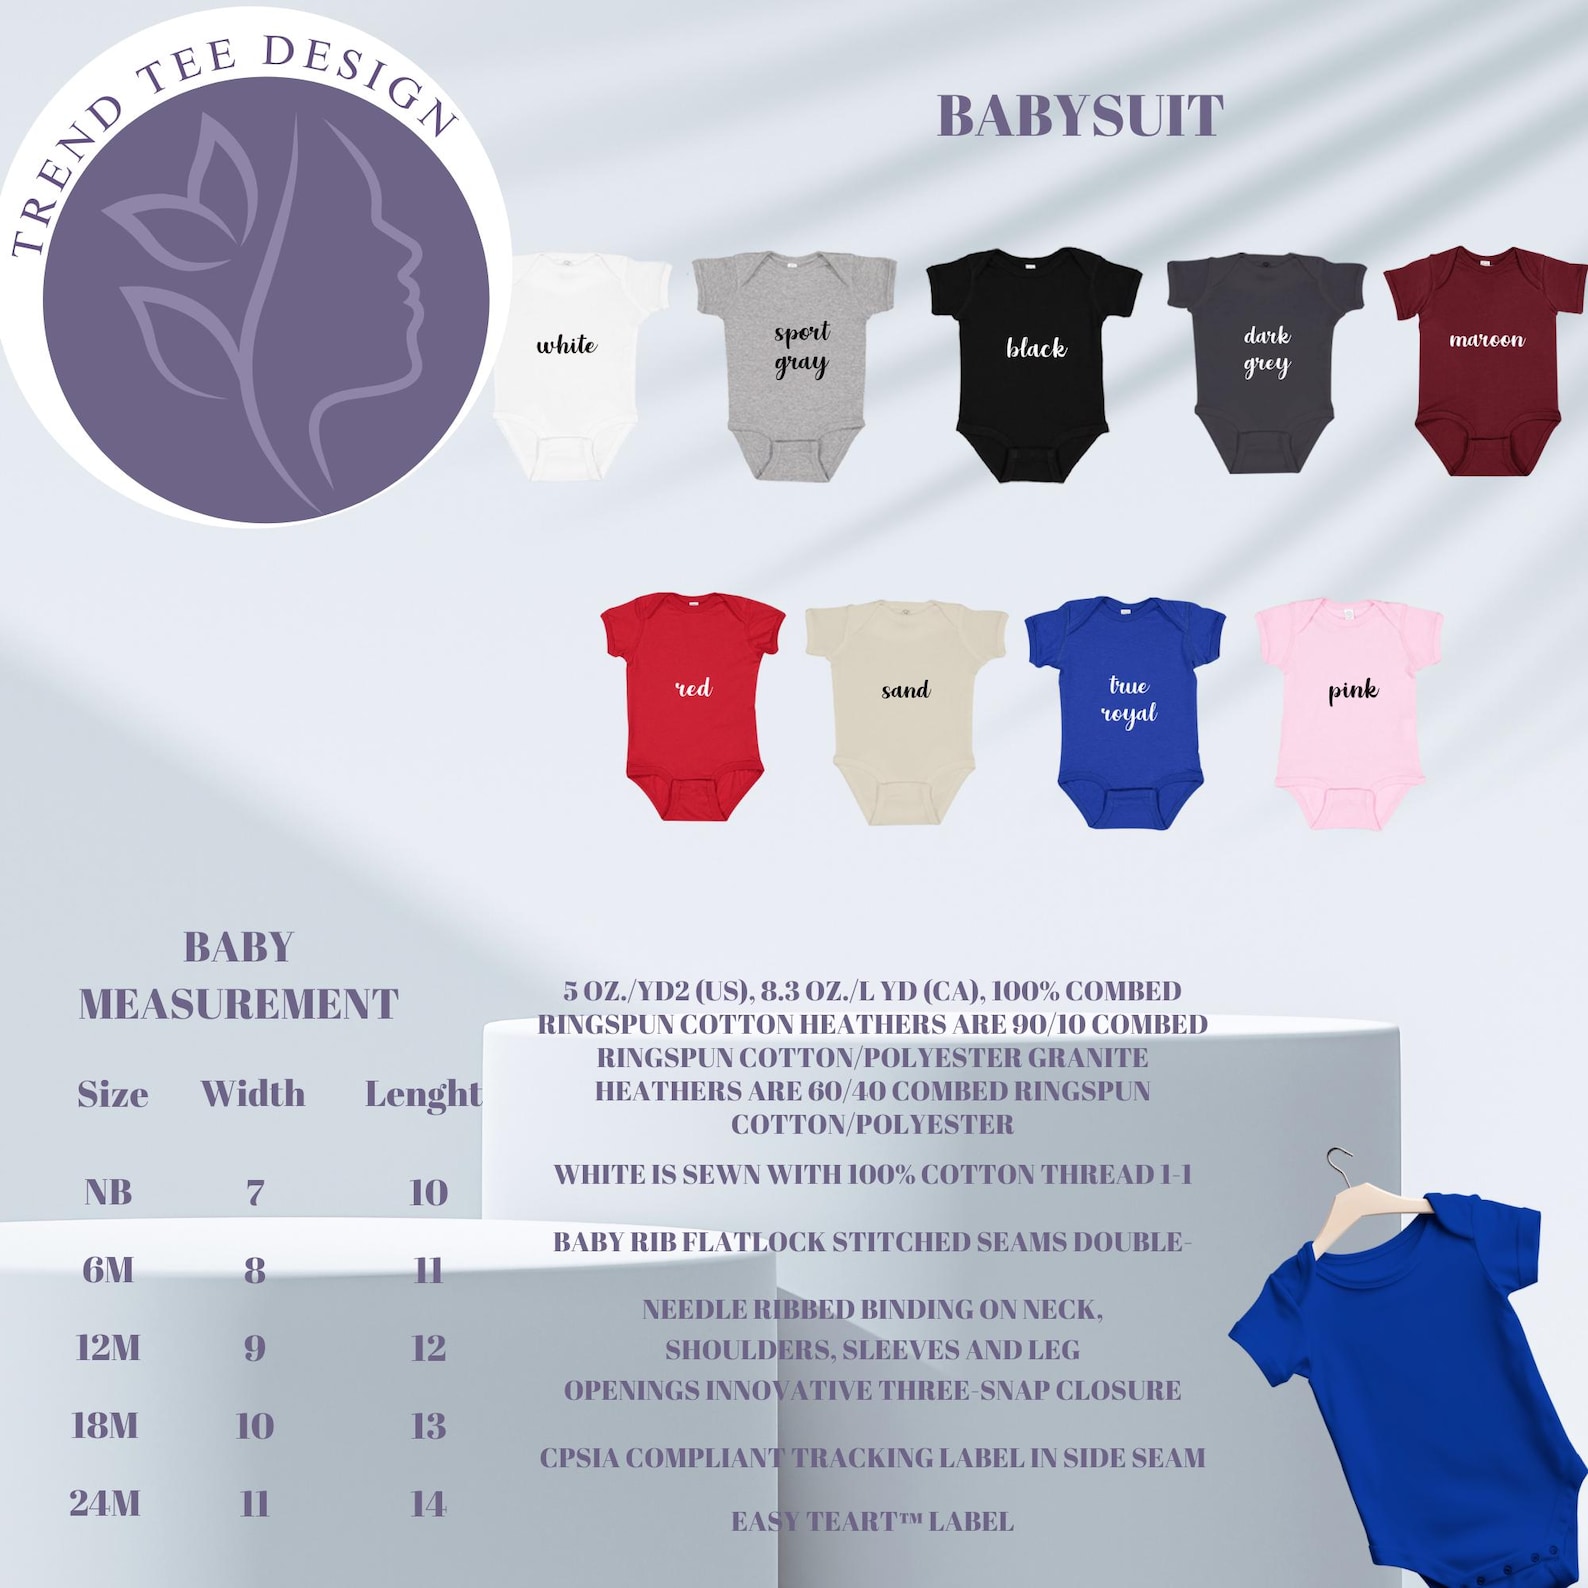 TREND TEE DESIGN
BABYSUIT
white
sport
gray
black
dark
grey
maroon
red
sand
true
royal
pink
BABY
MEASUREMENT
Size Width Lenght
NB 7 10
6M 8 11
12M 9 12
18M 10 13
24M 11 14
5 OZ./YD2 (US), 8.3 OZ./L YD (CA), 100% COMBED
RINGSPUN COTTON HEATHERS ARE 90/10 COMBED
RINGSPUN COTTON/POLYESTER GRANITE
HEATHERS ARE 60/40 COMBED RINGSPUN
COTTON/POLYESTER
WHITE IS SEWN WITH 100% COTTON THREAD 1-1
BABY RIB FLATLOCK STITCHED SEAMS DOUBLE-
NEEDLE RIBBED BINDING ON NECK,
SHOULDERS, SLEEVES AND LEG
OPENINGS INNOVATIVE THREE-SNAP CLOSURE
CPSIA COMPLIANT TRACKING LABEL IN SIDE SEAM
EASY TEART™ LABEL